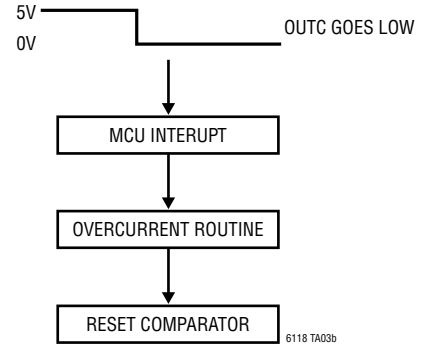 5V
0V
OUTC GOES LOW
MCU INTERUPT
OVERCURRENT ROUTINE
RESET COMPARATOR
6118 TA03b